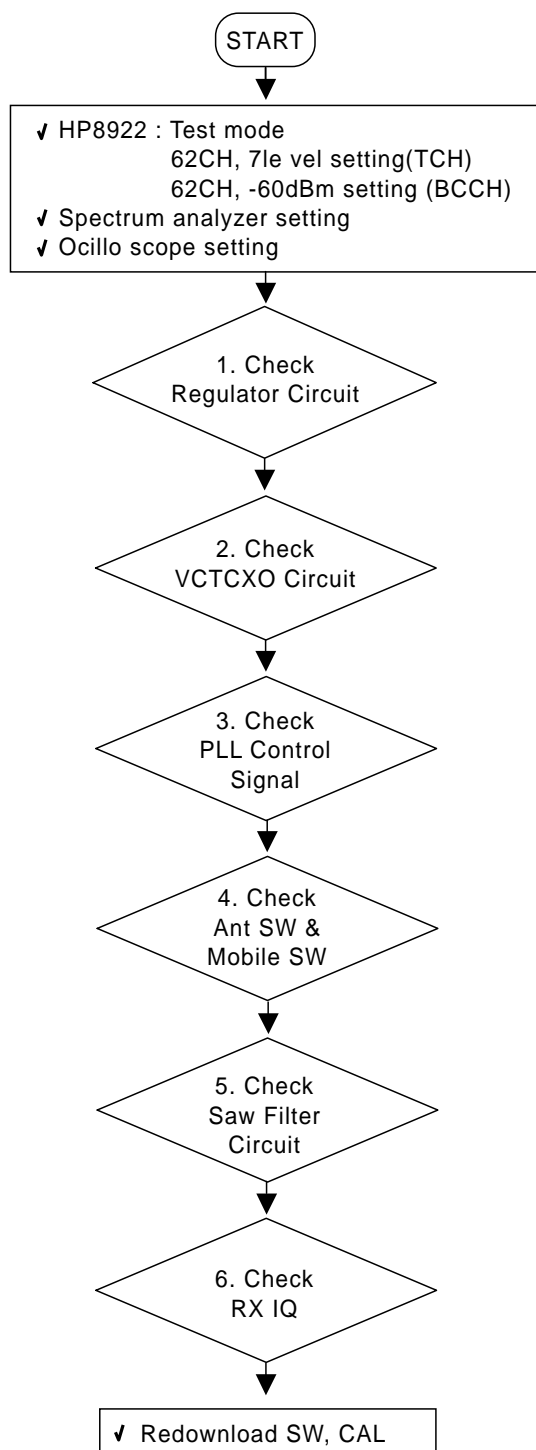 START
✓ HP8922 : Test mode
62CH, 7le vel setting(TCH)
62CH, -60dBm setting (BCCH)
✓ Spectrum analyzer setting
✓ Ocillo scope setting
1. Check
Regulator Circuit
2. Check
VCTCXO Circuit
3. Check
PLL Control
Signal
4. Check
Ant SW &
Mobile SW
5. Check
Saw Filter
Circuit
6. Check
RX IQ
✓ Redownload SW, CAL